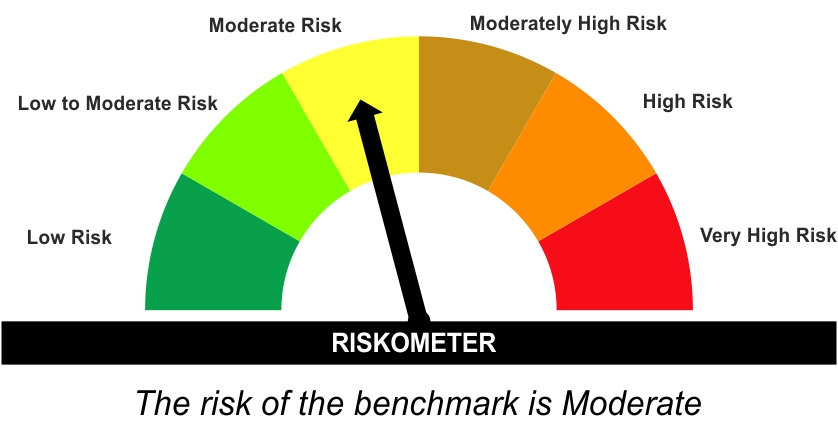 Moderate Risk
Moderately High Risk
Low to Moderate Risk
High Risk
Low Risk
Very High Risk
RISKOMETER
The risk of the benchmark is Moderate